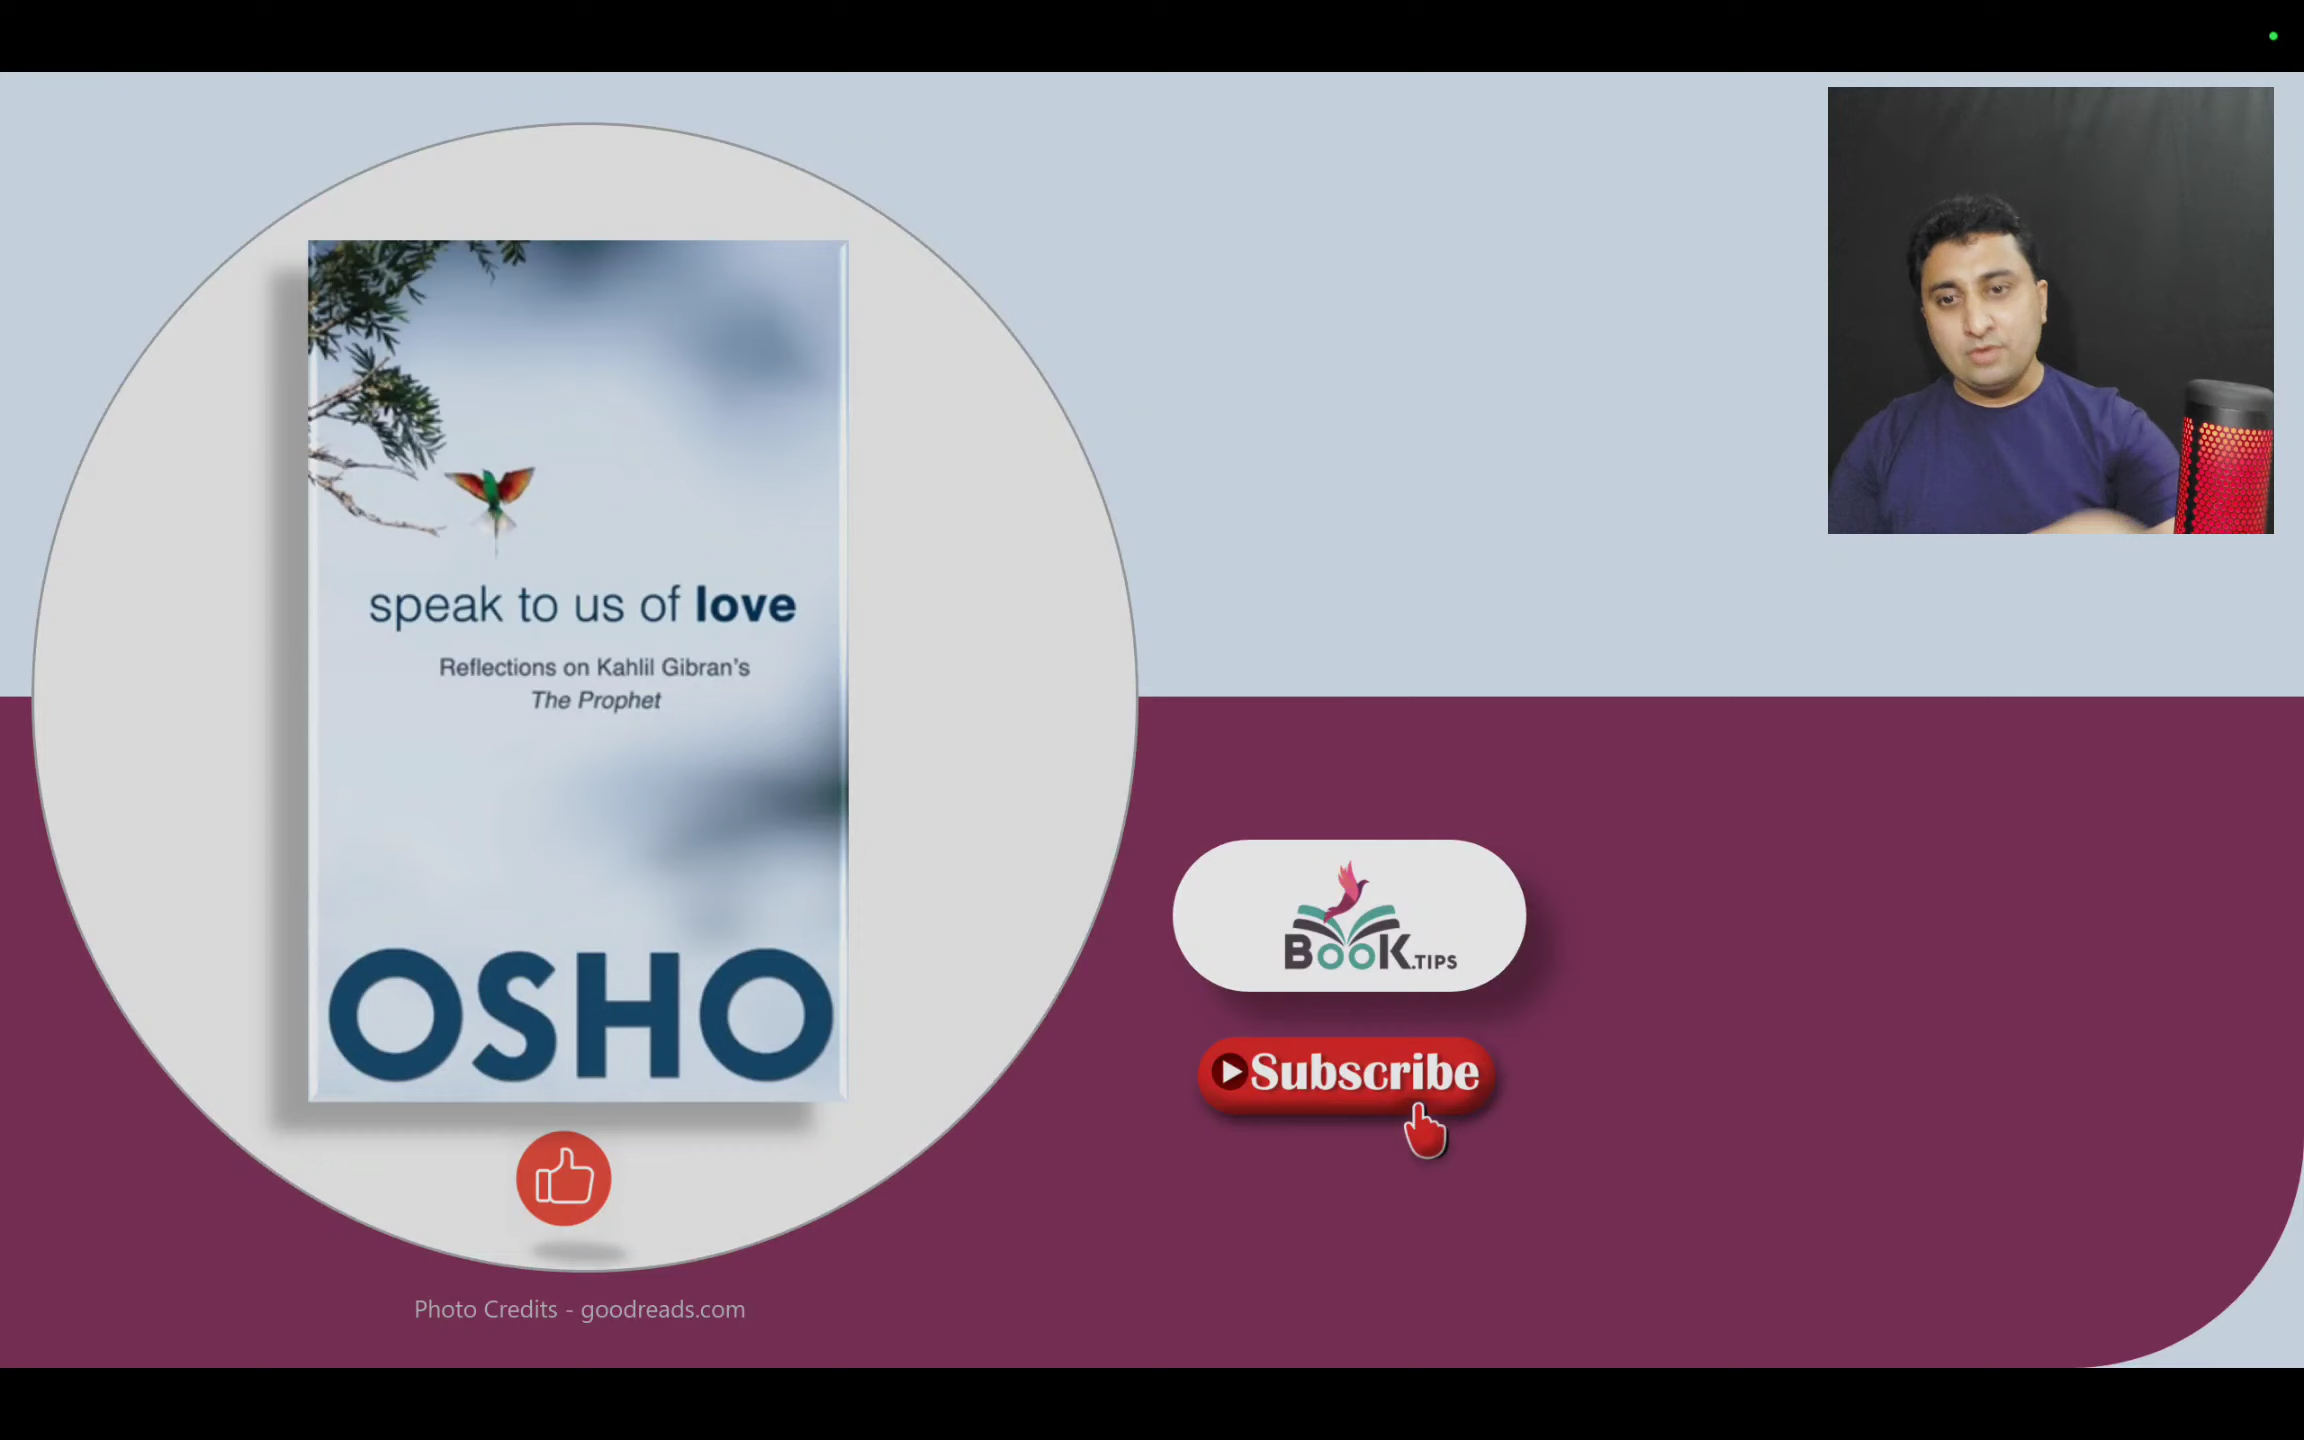 speak to us of love
Reflections on Kahlil Gibran's
The Prophet
OSHO
BOOK.TIPS
Subscribe
Photo Credits - goodreads.com